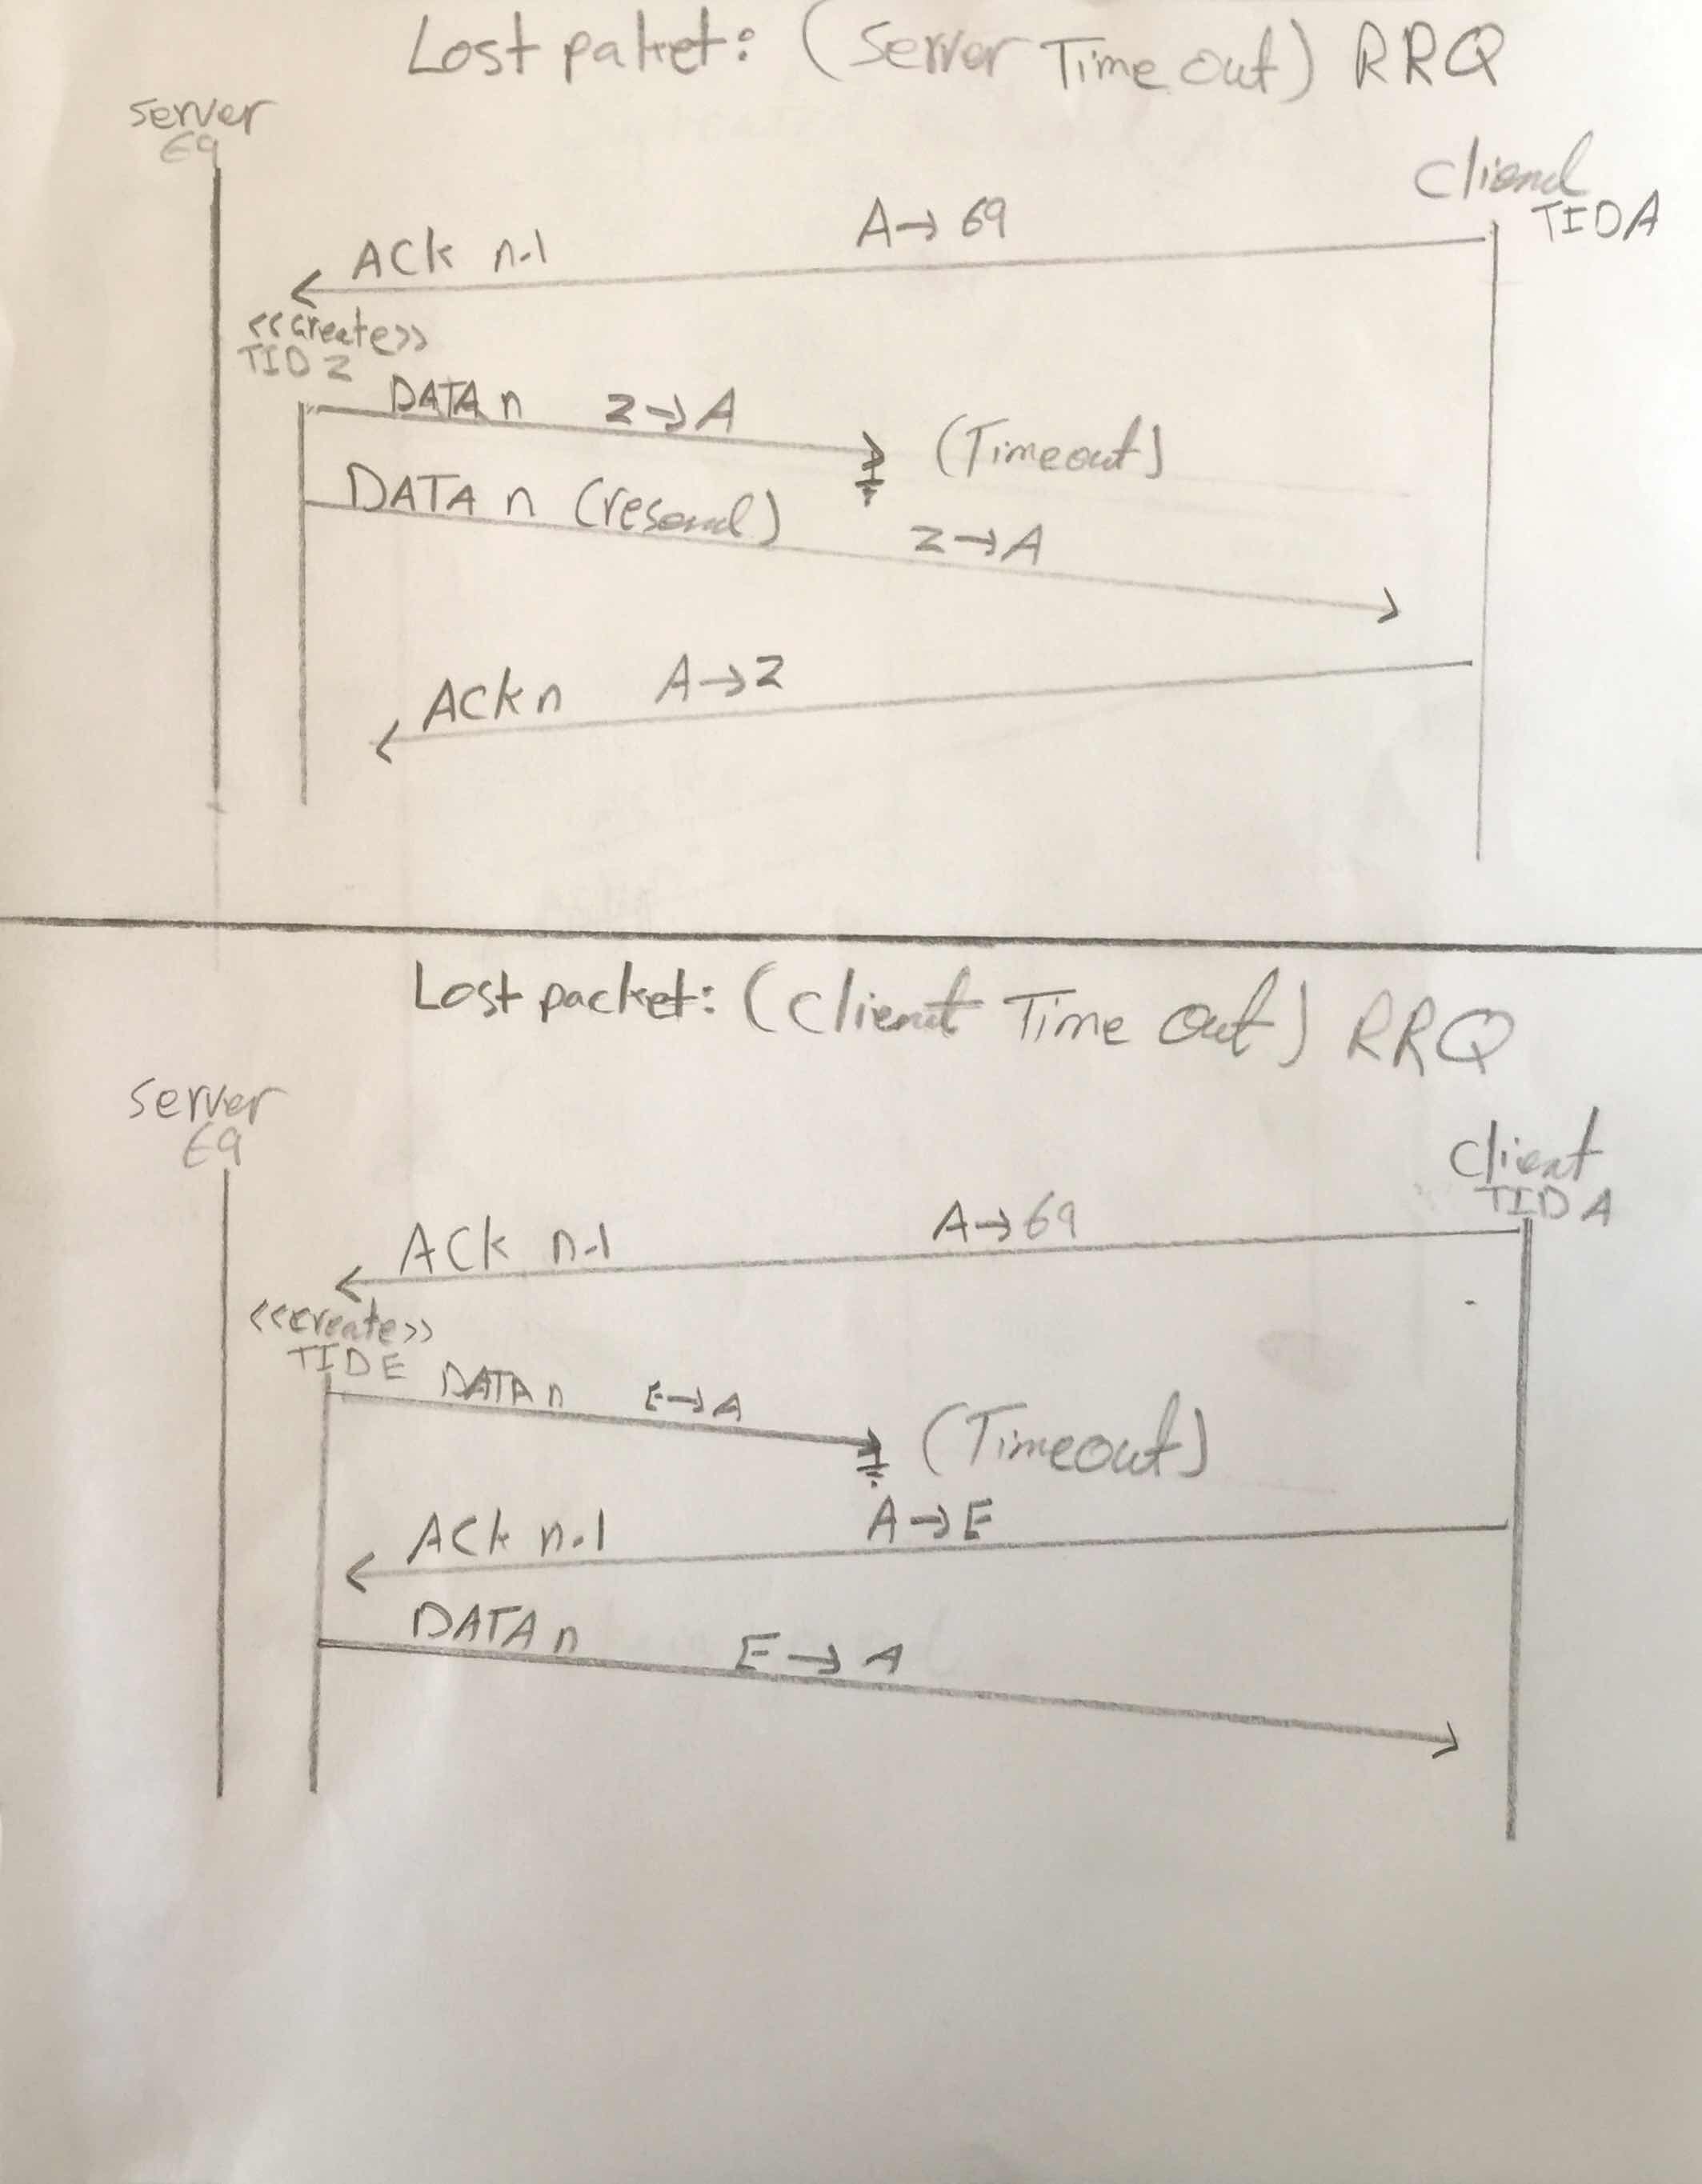 Lost paket: (Server Time out) RRQ
server
69
Cliend
TIDA
A→69
ACK n-1
<<create>>
TID Z
DATA n Z→A
(Timeout)
DATA n (resend)
Z→A
ACK n A→Z
Lost packet: (Client Time Out) RRQ
server
69
Client
TID A
A→69
ACK n-1
<<create>>
TID E
DATA n E→A
(Timeout)
A→E
ACK n-1
DATA n E→A